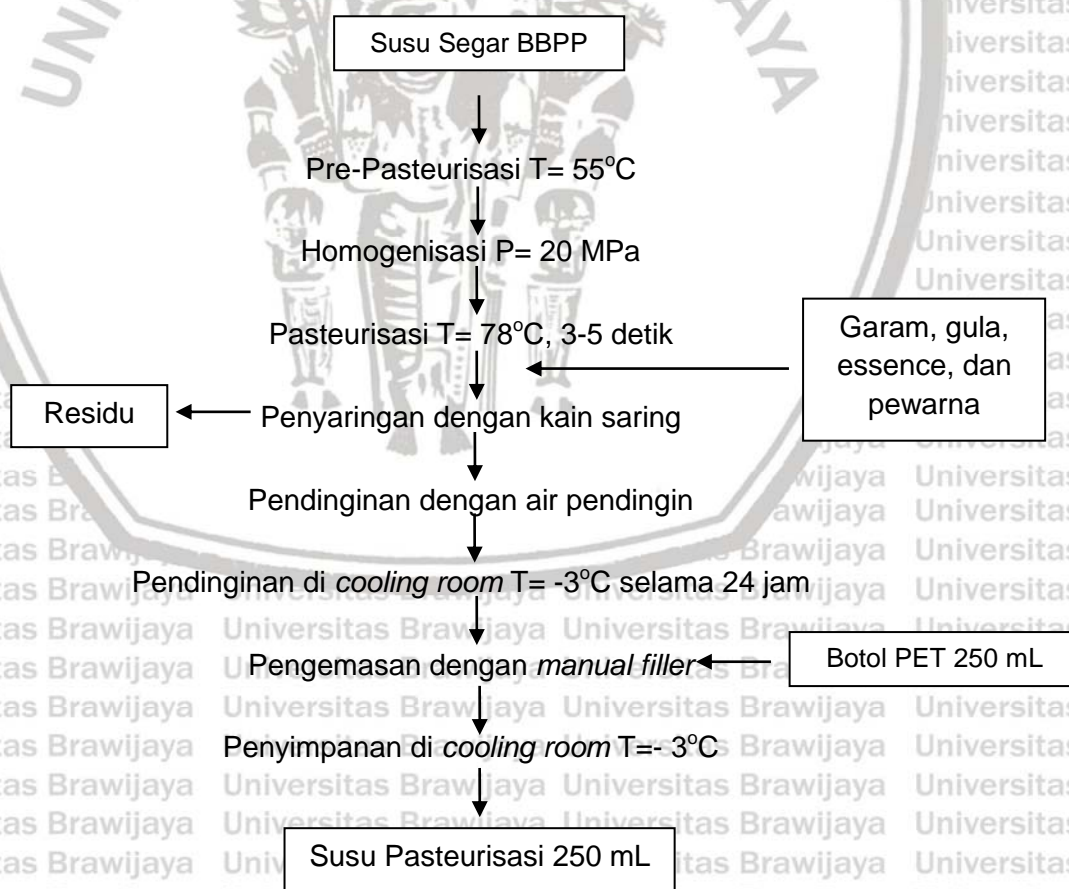 Susu Segar BBPP
Pre-Pasteurisasi T= 55°C
Homogenisasi P= 20 MPa
Pasteurisasi T= 78°C, 3-5 detik
Garam, gula,
essence, dan
pewarna
Residu
Penyaringan dengan kain saring
Pendinginan dengan air pendingin
Pendinginan di cooling room T= -3°C selama 24 jam
Pengemasan dengan manual filler
Botol PET 250 mL
Penyimpanan di cooling room T=- 3°C
Susu Pasteurisasi 250 mL